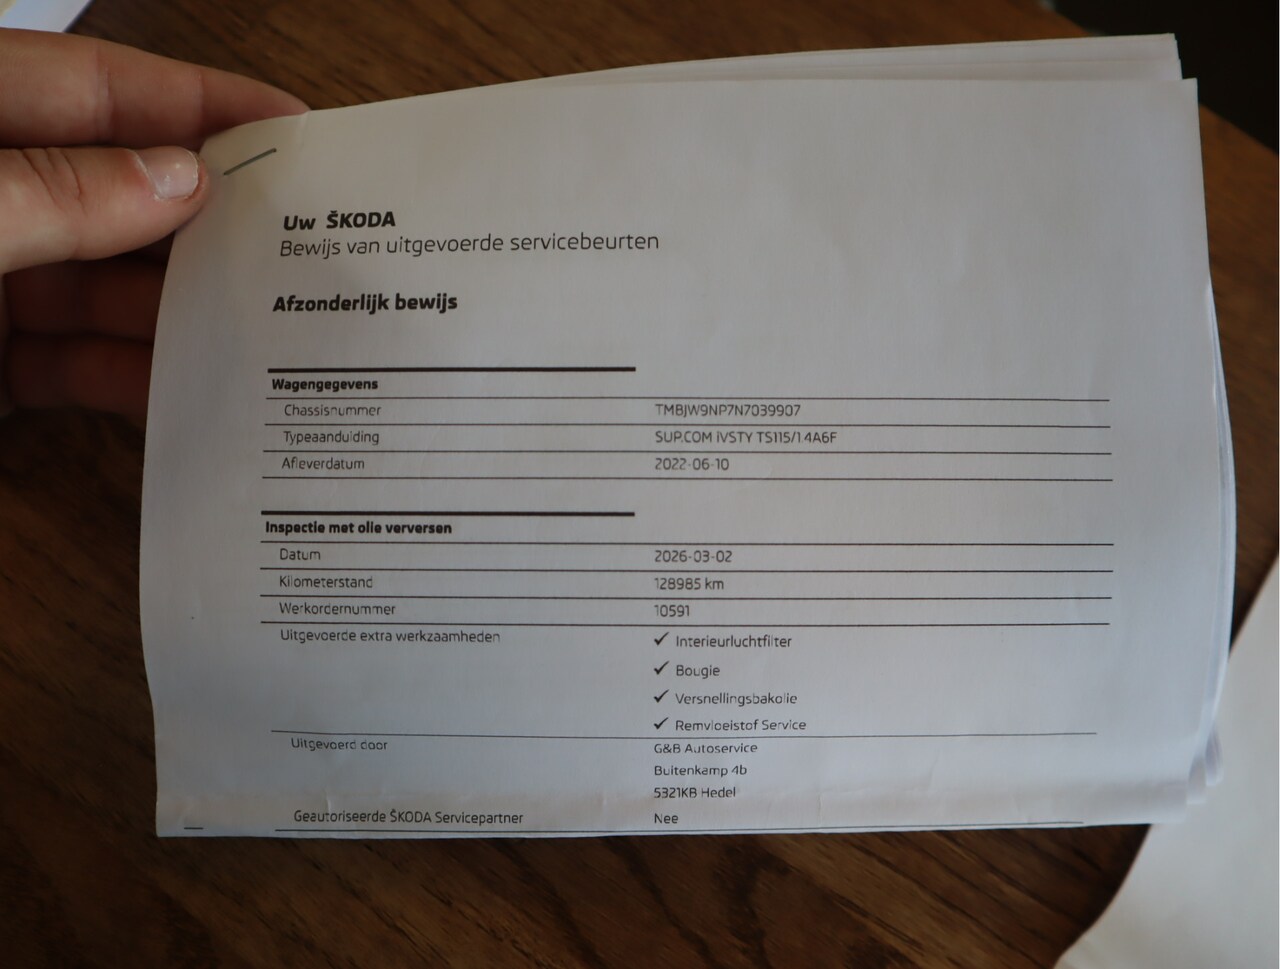 Uw ŠKODA
Bewijs van uitgevoerde servicebeurten
Afzonderlijk bewijs
Wagengegevens
Chassisnummer TMBJW9NP7N7039907
Typeaanduiding SUP.COM iVSTY TS115/1.4A6F
Afleverdatum 2022-06-10
Inspectie met olie verversen
Datum 2026-03-02
Kilometerstand 128985 km
Werkordernummer 10591
Uitgevoerde extra werkzaamheden ✓ Interieurluchtfilter
✓ Bougie
✓ Versnellingsbakolie
✓ Remvloeistof Service
Uitgevoerd door G&B Autoservice
Buitenkamp 4b
5321KB Hedel
Geautoriseerde ŠKODA Servicepartner Nee